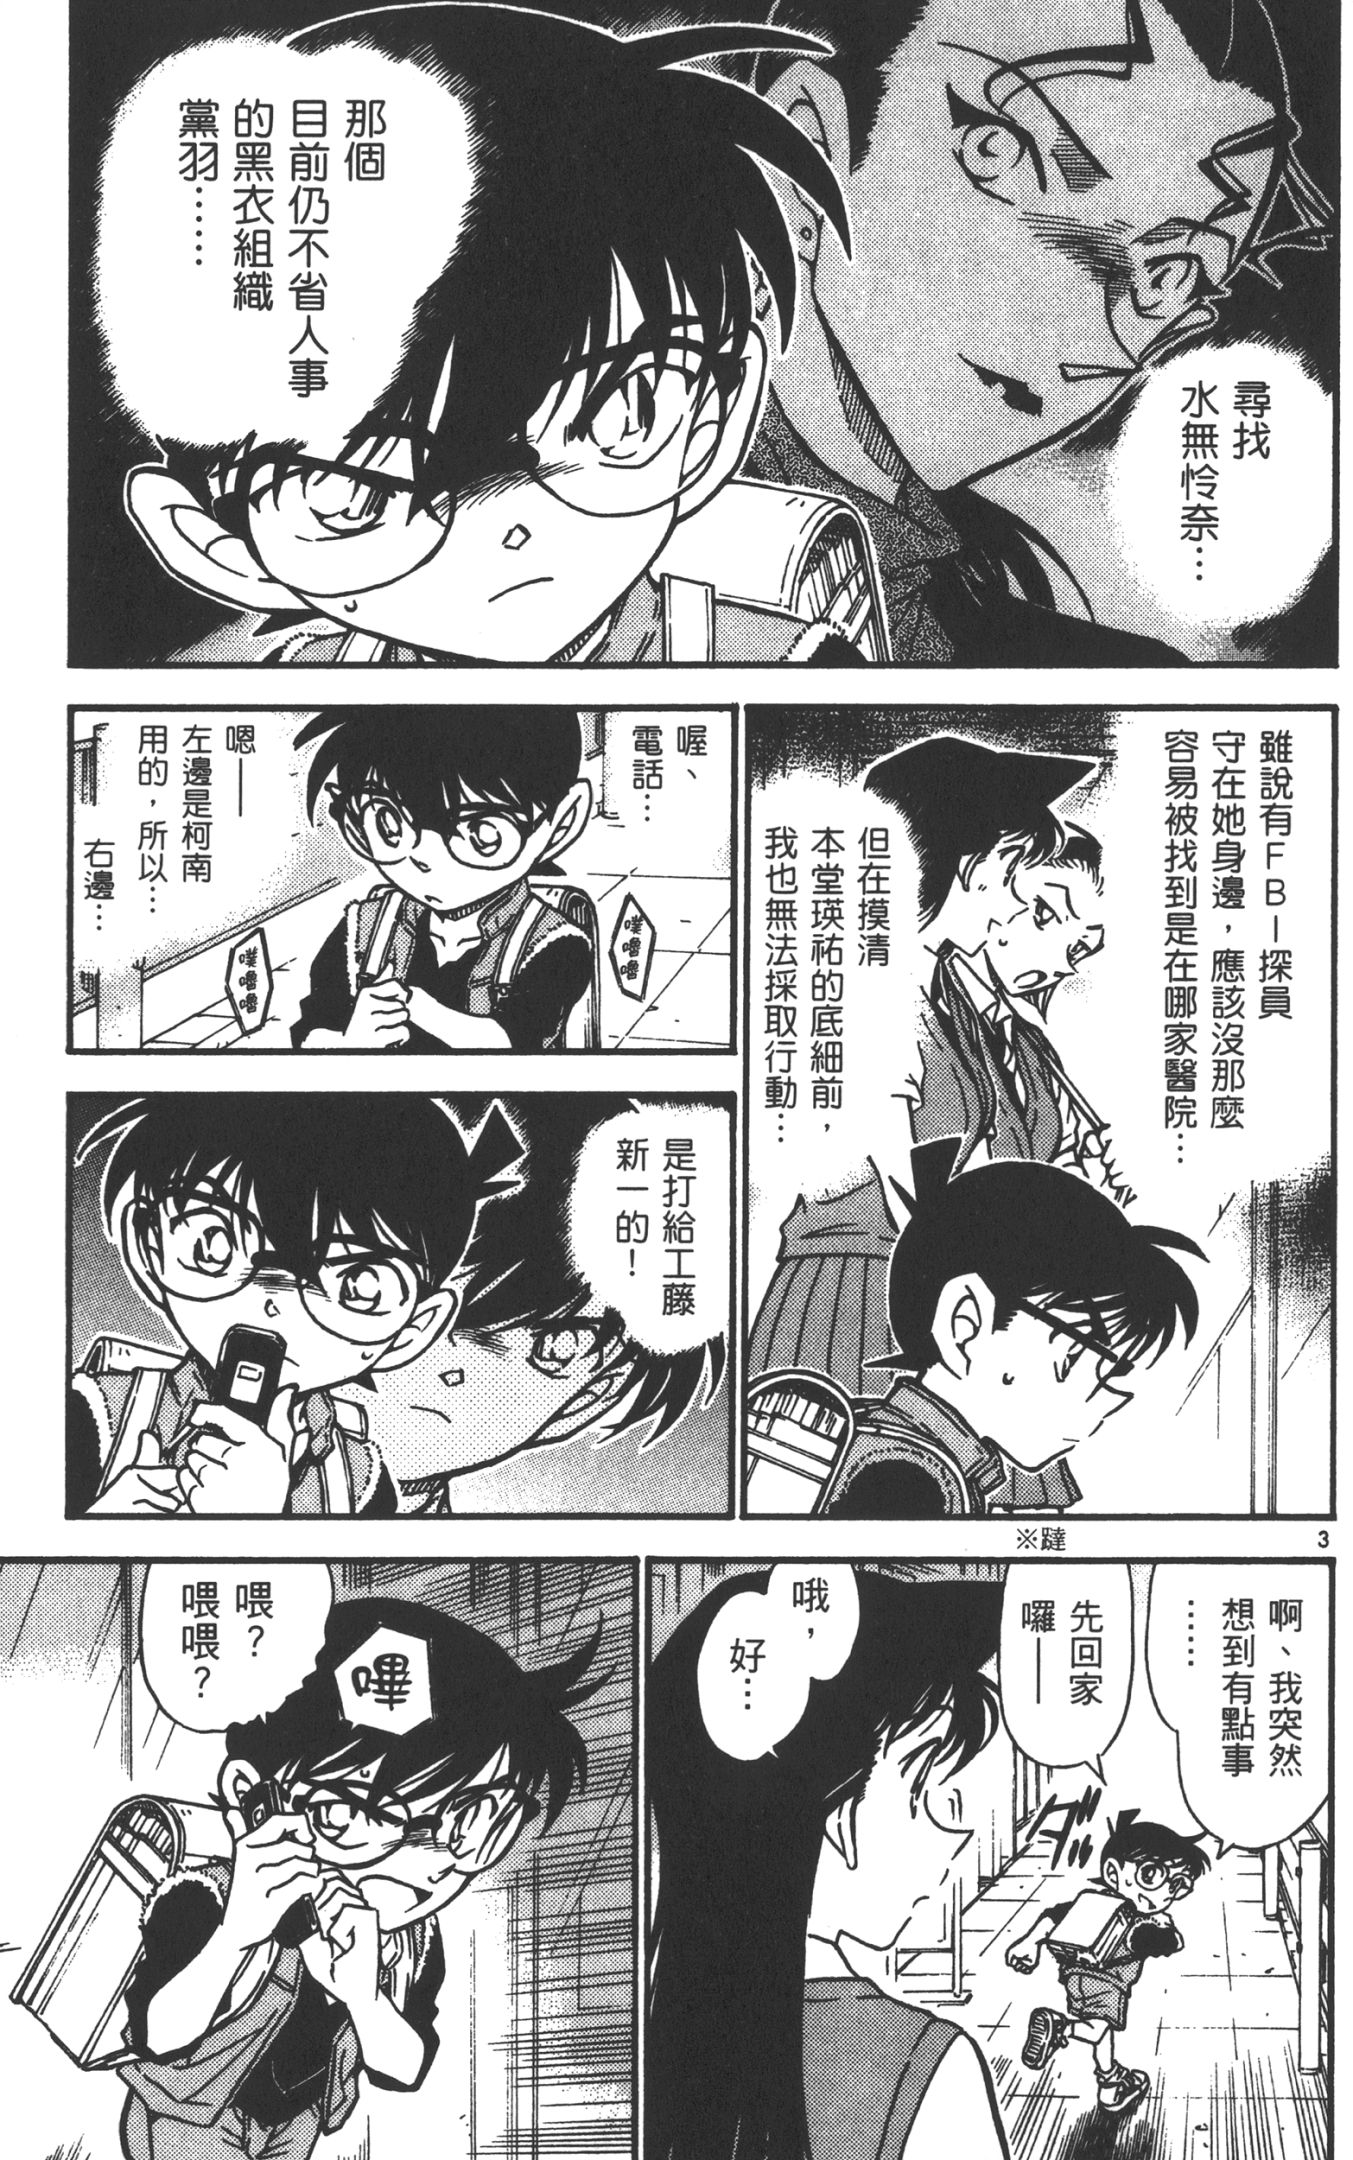 尋找
水無怜奈…
那個
目前仍不省人事
的黑衣組織
黨羽……
雖說有FBI探員
守在她身邊，應該沒那麼
容易被找到是在哪家醫院…
但在摸清
本堂瑛祐的底細前，
我也無法採取行動…
喔、
電話…
噗嚕嚕
噗嚕嚕
嗯——
左邊是柯南
用的，所以…
右邊…
是打給工藤
新一的！
3
※躂
啊、我突然
想到有點事
……
先回家
囉——
哦，
好…
嗶
喂？
喂喂？